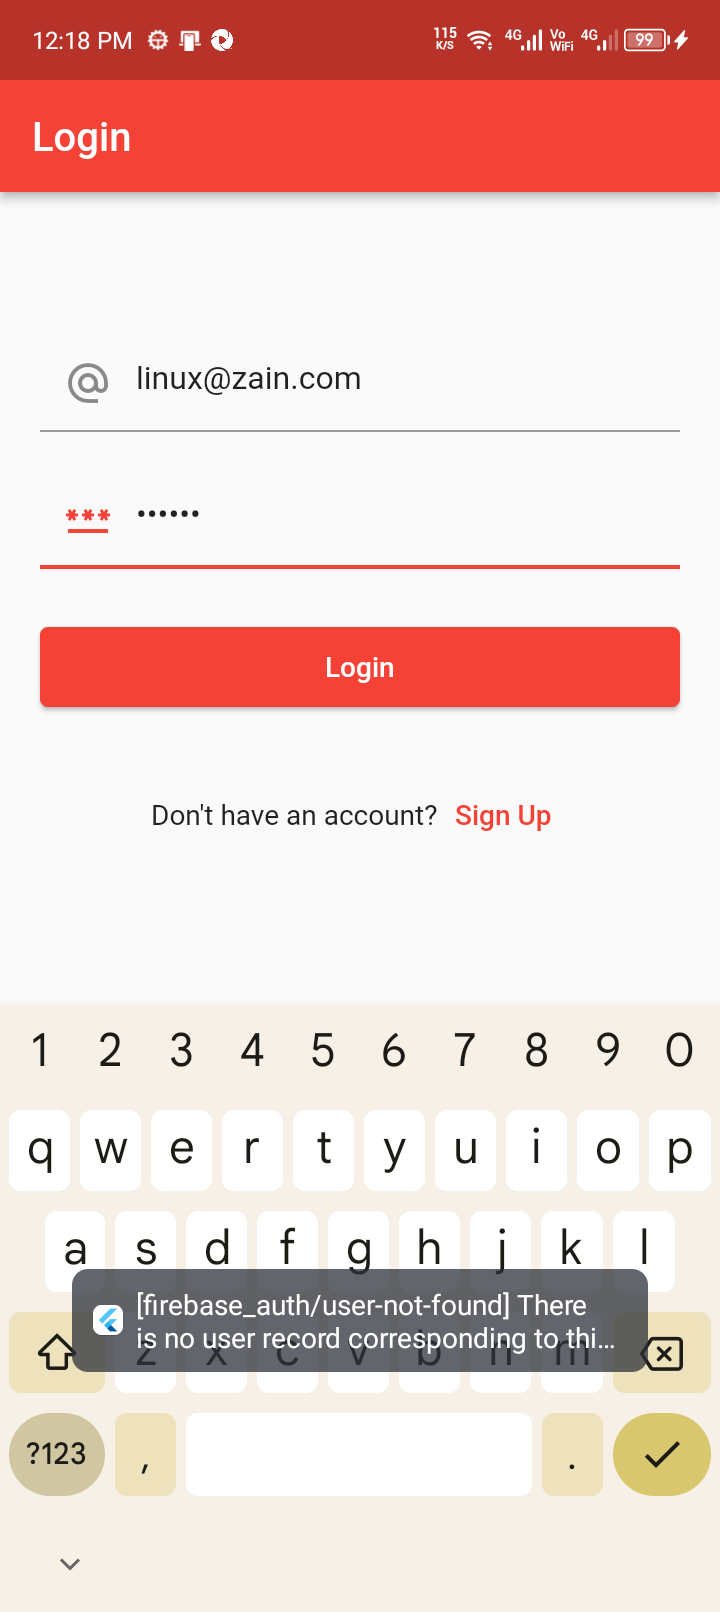 12:18 PM 115 K/S 4G Vo WiFi 4G 99
Login
linux@zain.com
••••••
Login
Don't have an account? Sign Up
1 2 3 4 5 6 7 8 9 0
q w e r t y u i o p
a s d f g h j k l
[firebase_auth/user-not-found] There
is no user record corresponding to thi...
z x c v b n m
?123 , .